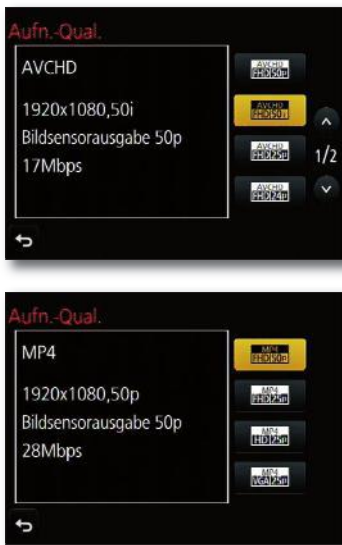 Aufn.-Qual.
AVCHD
1920x1080,50i
Bildsensorausgabe 50p
17Mbps
AVCHD
FHD 50p
AVCHD
FHD 50i
AVCHD
FHD 25p
AVCHD
FHD 24p
1/2
Aufn.-Qual.
MP4
1920x1080,50p
Bildsensorausgabe 50p
28Mbps
MP4
FHD 50p
MP4
FHD 25p
MP4
HD 25p
MP4
VGA 25p